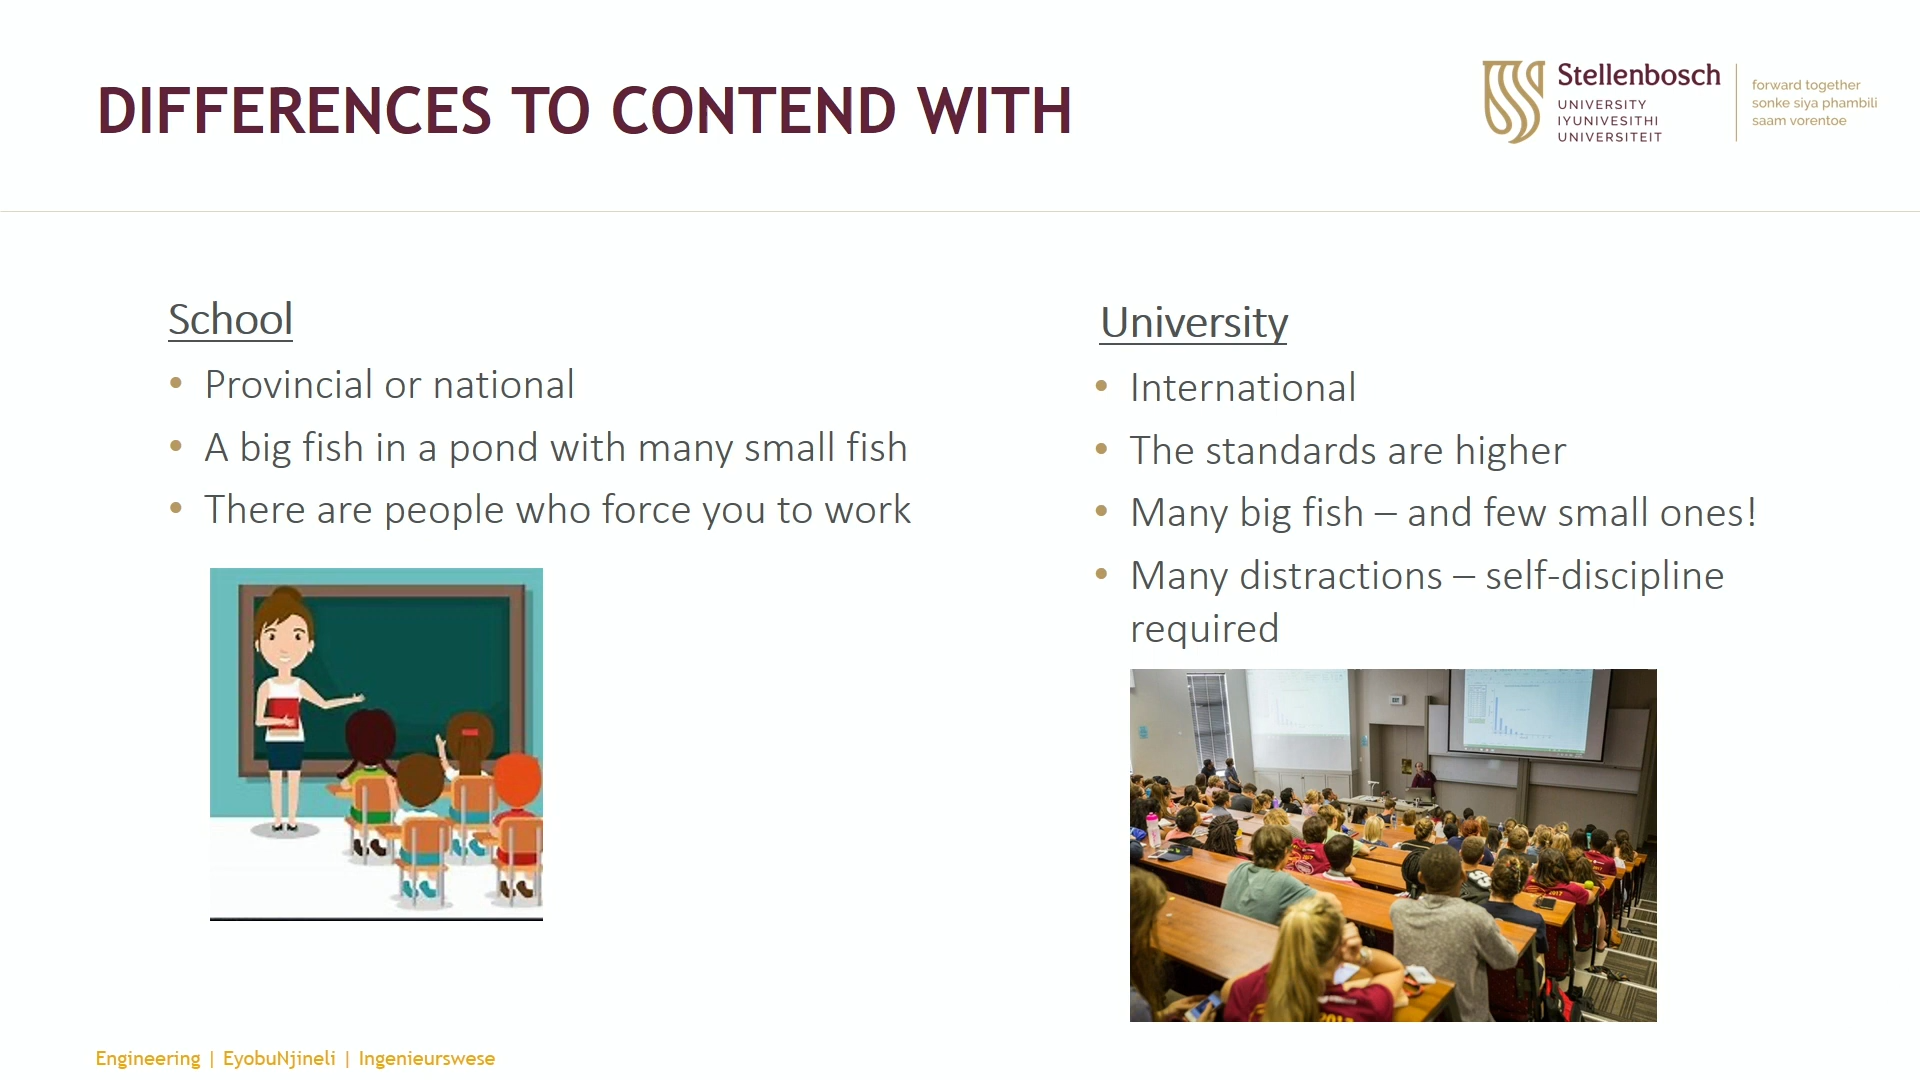 DIFFERENCES TO CONTEND WITH
Stellenbosch
UNIVERSITY
IYUNIVESITHI
UNIVERSITEIT
forward together
sonke siya phambili
saam vorentoe
School
• Provincial or national
• A big fish in a pond with many small fish
• There are people who force you to work
University
• International
• The standards are higher
• Many big fish – and few small ones!
• Many distractions – self-discipline
required
Engineering | EyobuNjineli | Ingenieurswese